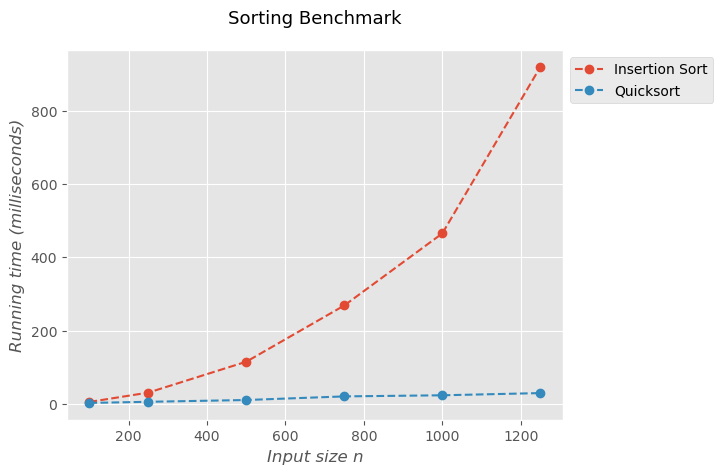 Sorting Benchmark
Insertion Sort
Quicksort
Running time (milliseconds)
800
600
400
200
0
200 400 600 800 1000 1200
Input size n